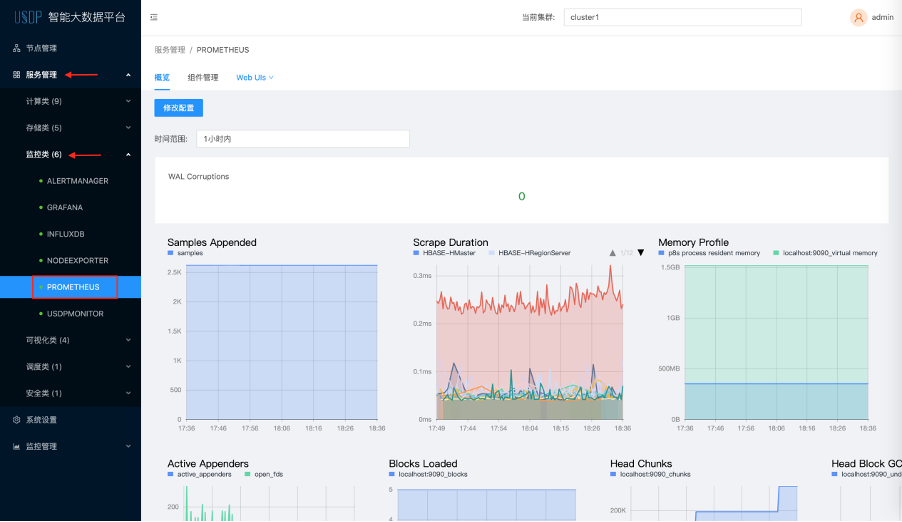 USDP 智能大数据平台
当前集群:
cluster1
admin
节点管理
服务管理
计算类 (9)
存储类 (5)
监控类 (6)
ALERTMANAGER
GRAFANA
INFLUXDB
NODEEXPORTER
PROMETHEUS
USDPMONITOR
可视化类 (4)
调度类 (1)
安全类 (1)
系统设置
监控管理
服务管理 / PROMETHEUS
概览 组件管理 Web UIs
修改配置
时间范围: 1小时内
WAL Corruptions
0
Samples Appended
samples
2.5K
2K
1.5K
1K
500
0
17:36 17:46 17:56 18:06 18:16 18:26 18:36
Scrape Duration
HBASE-HMaster HBASE-HRegionServer 1/12
0.3ms
0.2ms
0.1ms
0ms
17:49 17:44 17:54 18:04 18:15 18:25 18:36
Memory Profile
p8s process resident memory localhost:9090_virtual memory
1.5GB
1GB
500MB
0B
17:36 17:46 17:56 18:06 18:16 18:26 18:36
Active Appenders
active_appenders open_fds
200
100
Blocks Loaded
localhost:9090_blocks
5
4
Head Chunks
localhost:9090_chunks
200K
Head Block GC
localhost:9090_und
100